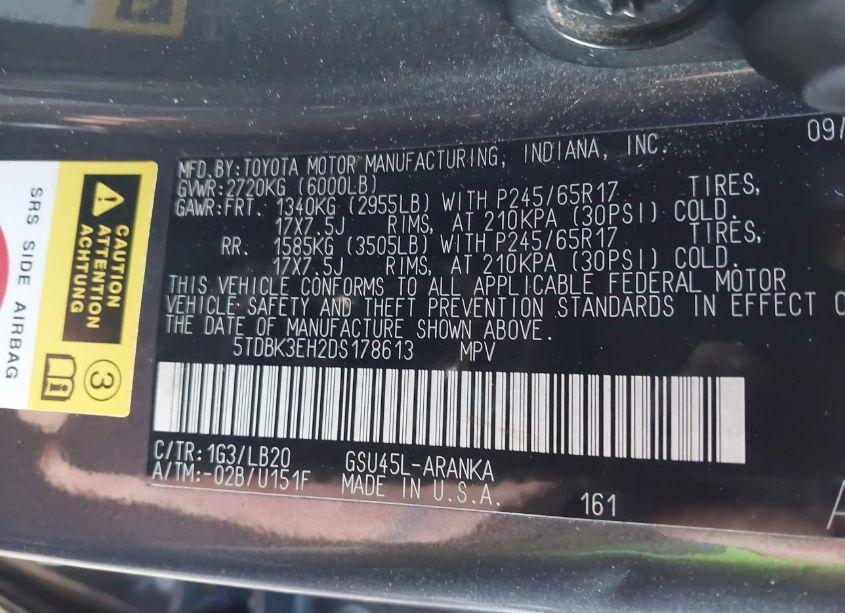 MFD.BY:TOYOTA MOTOR MANUFACTURING, INDIANA, INC. 09/
GVWR:2720KG (6000LB)
GAWR:FRT. 1340KG (2955LB) WITH P245/65R17 TIRES,
17X7.5J RIMS, AT 210KPA (30PSI) COLD.
RR. 1585KG (3505LB) WITH P245/65R17 TIRES,
17X7.5J RIMS, AT 210KPA (30PSI) COLD.
THIS VEHICLE CONFORMS TO ALL APPLICABLE FEDERAL MOTOR
VEHICLE SAFETY AND THEFT PREVENTION STANDARDS IN EFFECT
THE DATE OF MANUFACTURE SHOWN ABOVE.
5TDBK3EH2DS178613 MPV
C/TR:1G3/LB20 GSU45L-ARANKA
A/TM:-02B/U151F MADE IN U.S.A.
161
CAUTION
ATTENTION
ACHTUNG
3
SRS SIDE AIRBAG